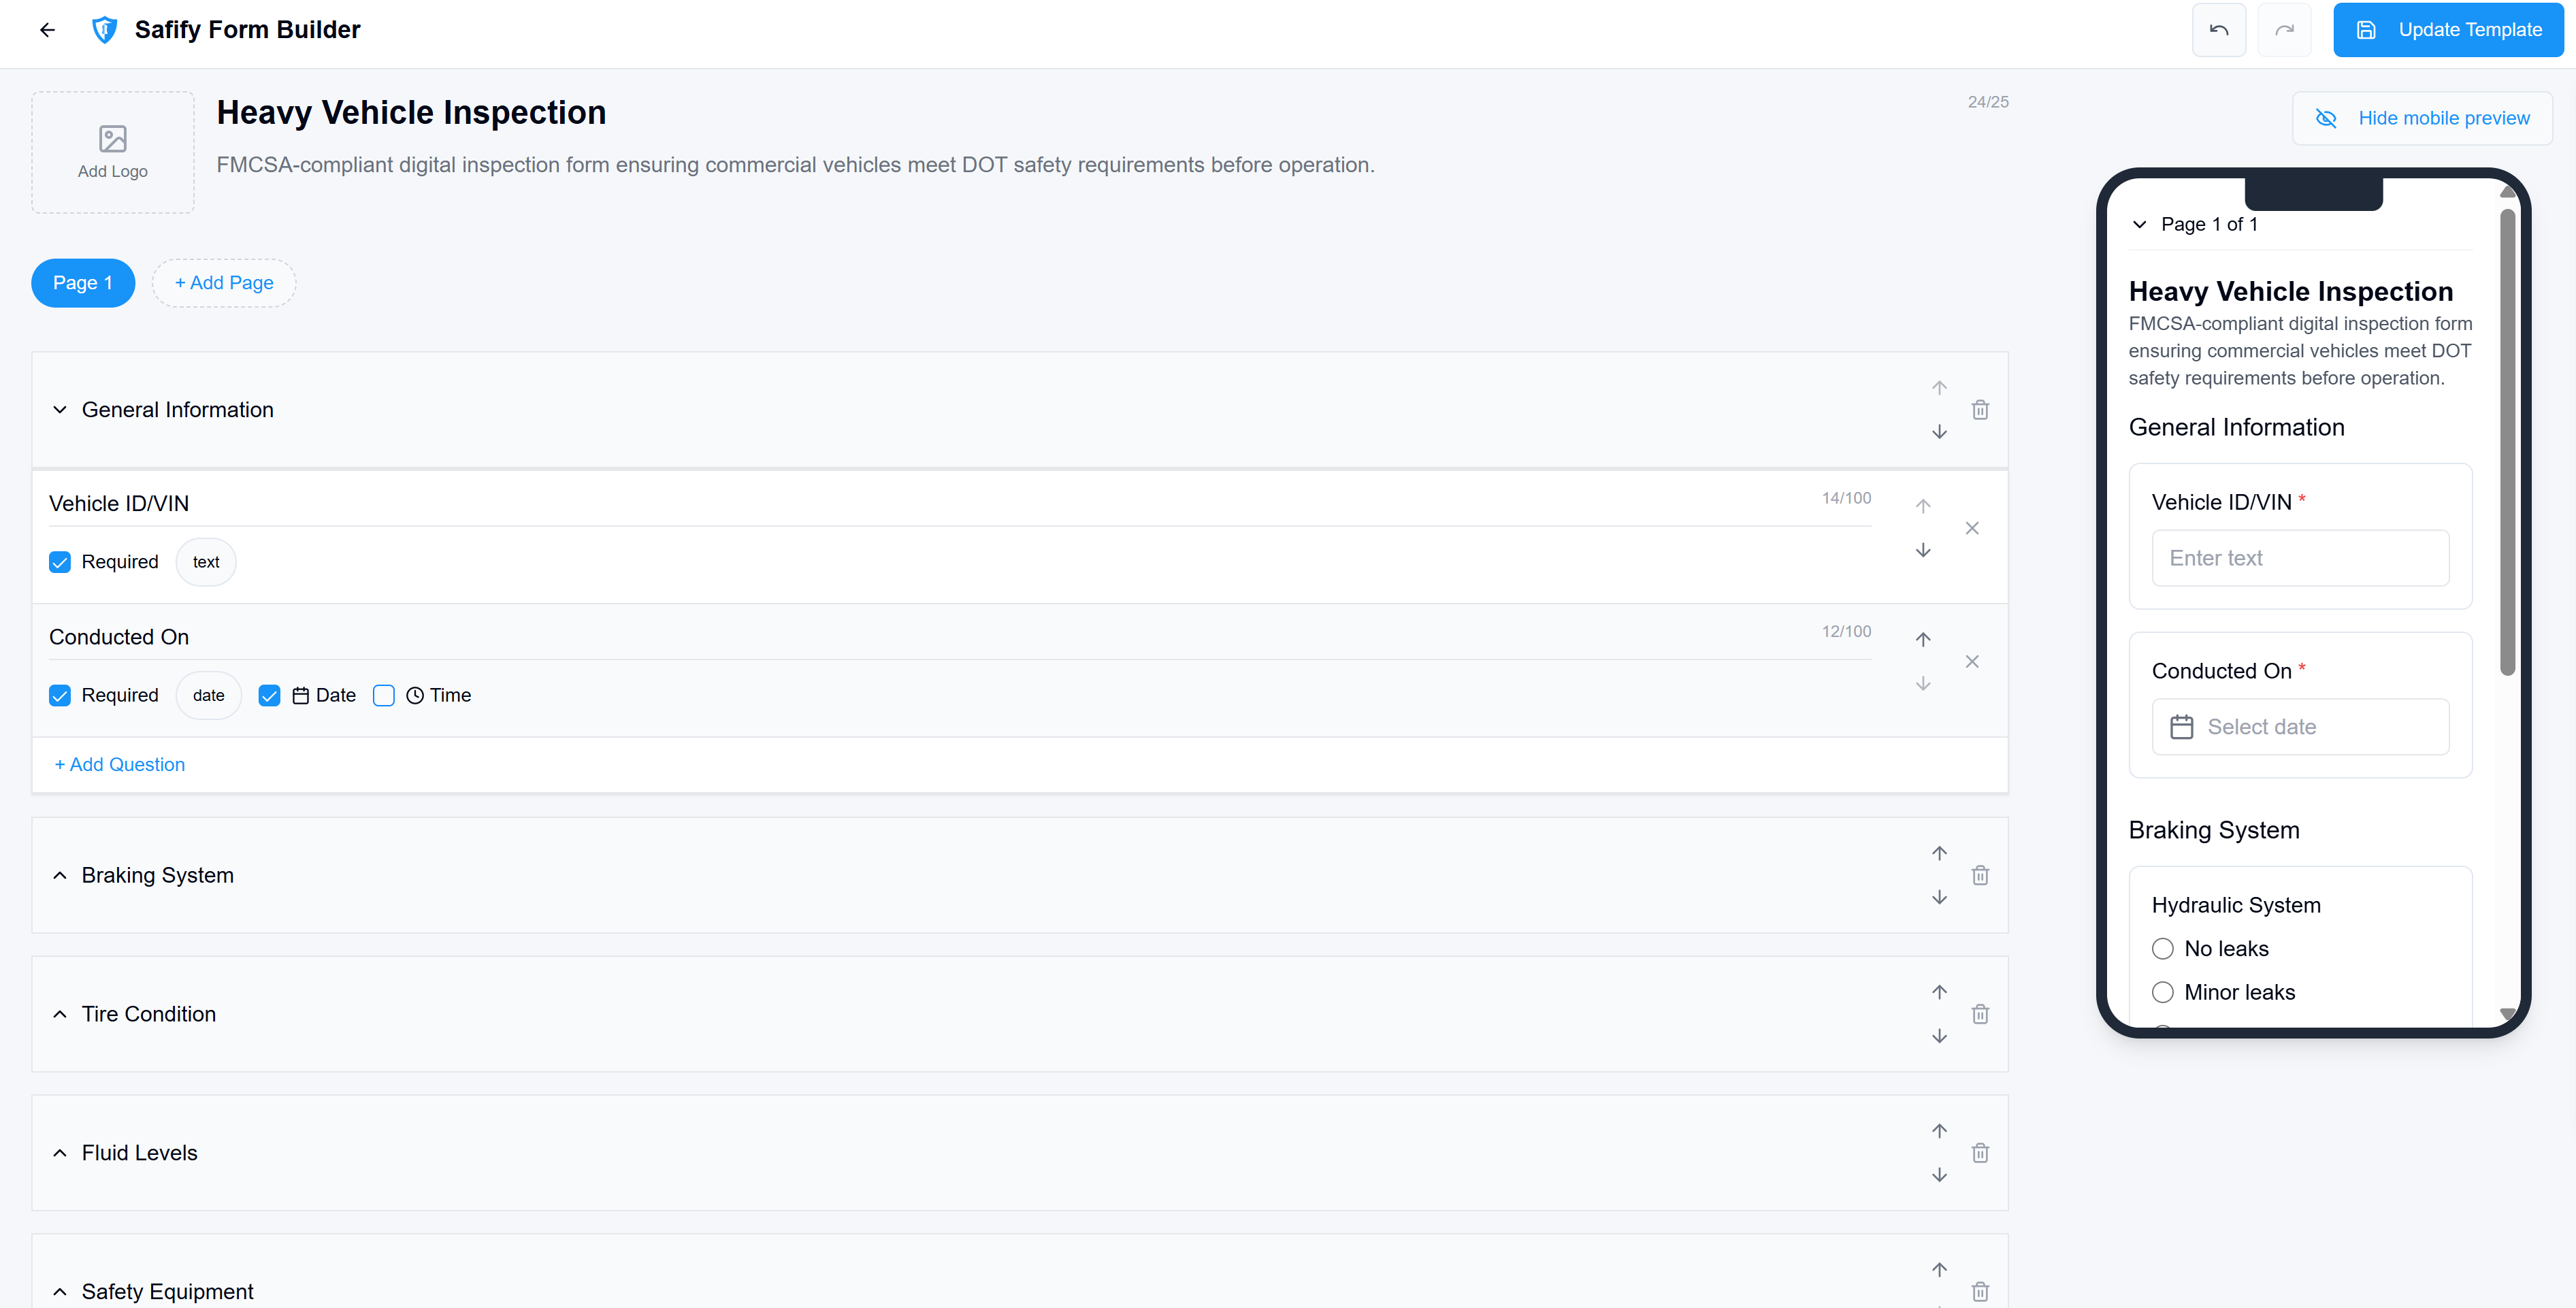 Safify Form Builder
Update Template
Add Logo
Heavy Vehicle Inspection
24/25
FMCSA-compliant digital inspection form ensuring commercial vehicles meet DOT safety requirements before operation.
Page 1
+ Add Page
General Information
Vehicle ID/VIN
14/100
Required
text
Conducted On
12/100
Required
date
Date
Time
+ Add Question
Braking System
Tire Condition
Fluid Levels
Safety Equipment
Hide mobile preview
Page 1 of 1
Heavy Vehicle Inspection
FMCSA-compliant digital inspection form
ensuring commercial vehicles meet DOT
safety requirements before operation.
General Information
Vehicle ID/VIN *
Enter text
Conducted On *
Select date
Braking System
Hydraulic System
No leaks
Minor leaks